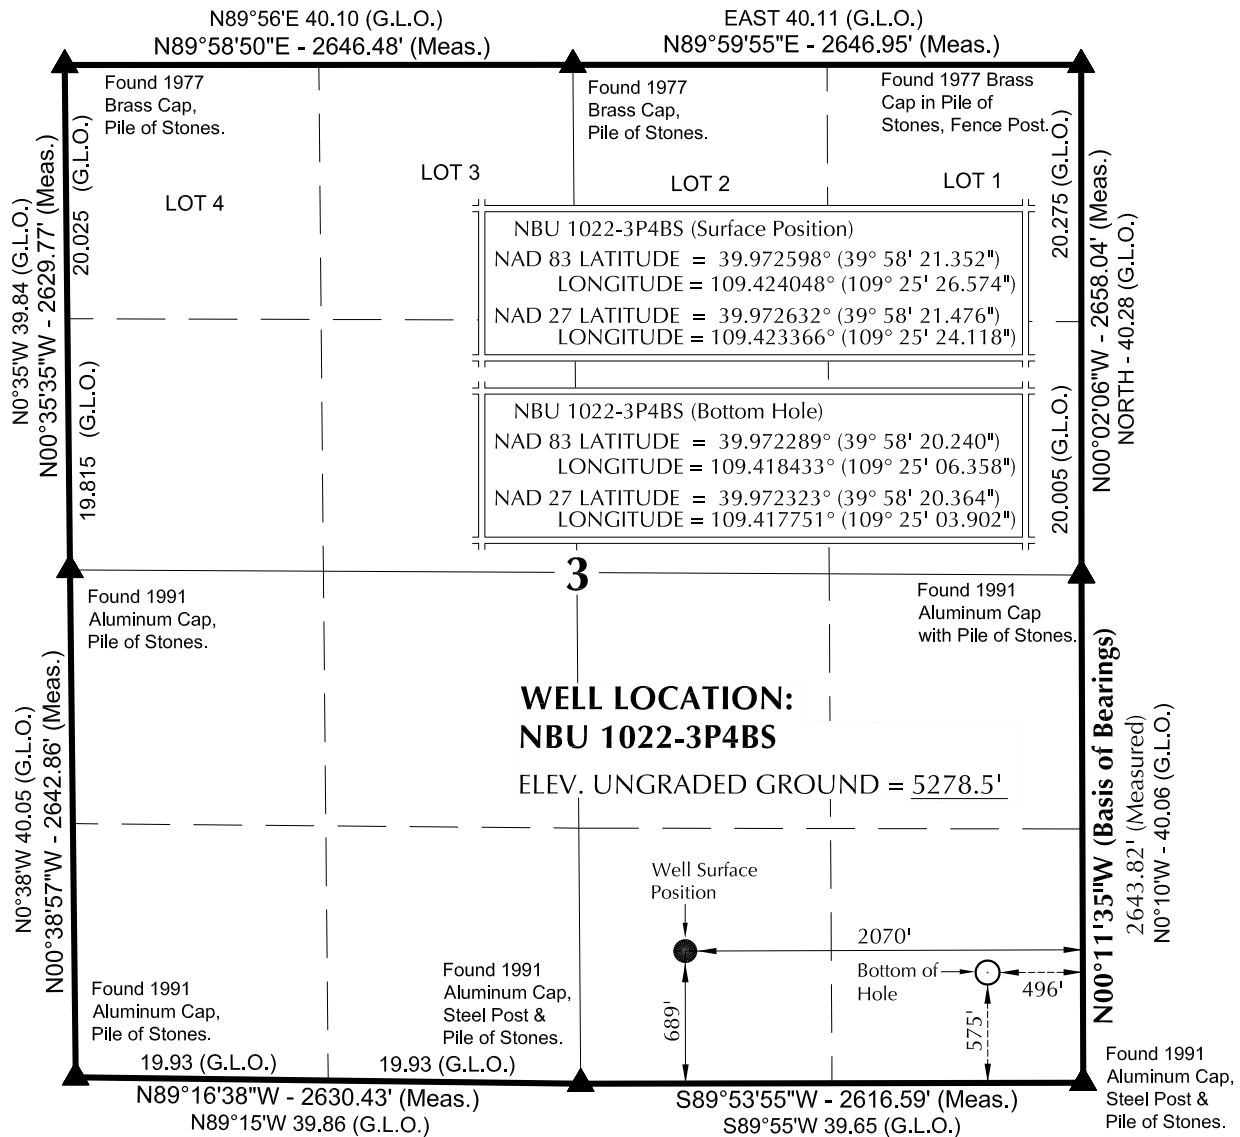 N89°56'E 40.10 (G.L.O.)
N89°58'50"E - 2646.48' (Meas.)
EAST 40.11 (G.L.O.)
N89°59'55"E - 2646.95' (Meas.)
Found 1977
Brass Cap,
Pile of Stones.
Found 1977
Brass Cap,
Pile of Stones.
Found 1977 Brass
Cap in Pile of
Stones, Fence Post.
LOT 4
LOT 3
LOT 2
LOT 1
N0°35'W 39.84 (G.L.O.)
N00°35'35"W - 2629.77' (Meas.)
20.025 (G.L.O.)
19.815 (G.L.O.)
20.275 (G.L.O.)
20.005 (G.L.O.)
N00°02'06"W - 2658.04' (Meas.)
NORTH - 40.28 (G.L.O.)
NBU 1022-3P4BS (Surface Position)
NAD 83 LATITUDE = 39.972598° (39° 58' 21.352")
LONGITUDE = 109.424048° (109° 25' 26.574")
NAD 27 LATITUDE = 39.972632° (39° 58' 21.476")
LONGITUDE = 109.423366° (109° 25' 24.118")
NBU 1022-3P4BS (Bottom Hole)
NAD 83 LATITUDE = 39.972289° (39° 58' 20.240")
LONGITUDE = 109.418433° (109° 25' 06.358")
NAD 27 LATITUDE = 39.972323° (39° 58' 20.364")
LONGITUDE = 109.417751° (109° 25' 03.902")
3
Found 1991
Aluminum Cap,
Pile of Stones.
Found 1991
Aluminum Cap
with Pile of Stones.
WELL LOCATION:
NBU 1022-3P4BS
ELEV. UNGRADED GROUND = 5278.5'
N0°38'W 40.05 (G.L.O.)
N00°38'57"W - 2642.86' (Meas.)
N00°11'35"W (Basis of Bearings)
2643.82' (Measured)
N0°10'W - 40.06 (G.L.O.)
Well Surface
Position
2070'
Bottom of
Hole
496'
689'
575'
Found 1991
Aluminum Cap,
Pile of Stones.
Found 1991
Aluminum Cap,
Steel Post &
Pile of Stones.
Found 1991
Aluminum Cap,
Steel Post &
Pile of Stones.
19.93 (G.L.O.)
19.93 (G.L.O.)
N89°16'38"W - 2630.43' (Meas.)
N89°15'W 39.86 (G.L.O.)
S89°53'55"W - 2616.59' (Meas.)
S89°55'W 39.65 (G.L.O.)